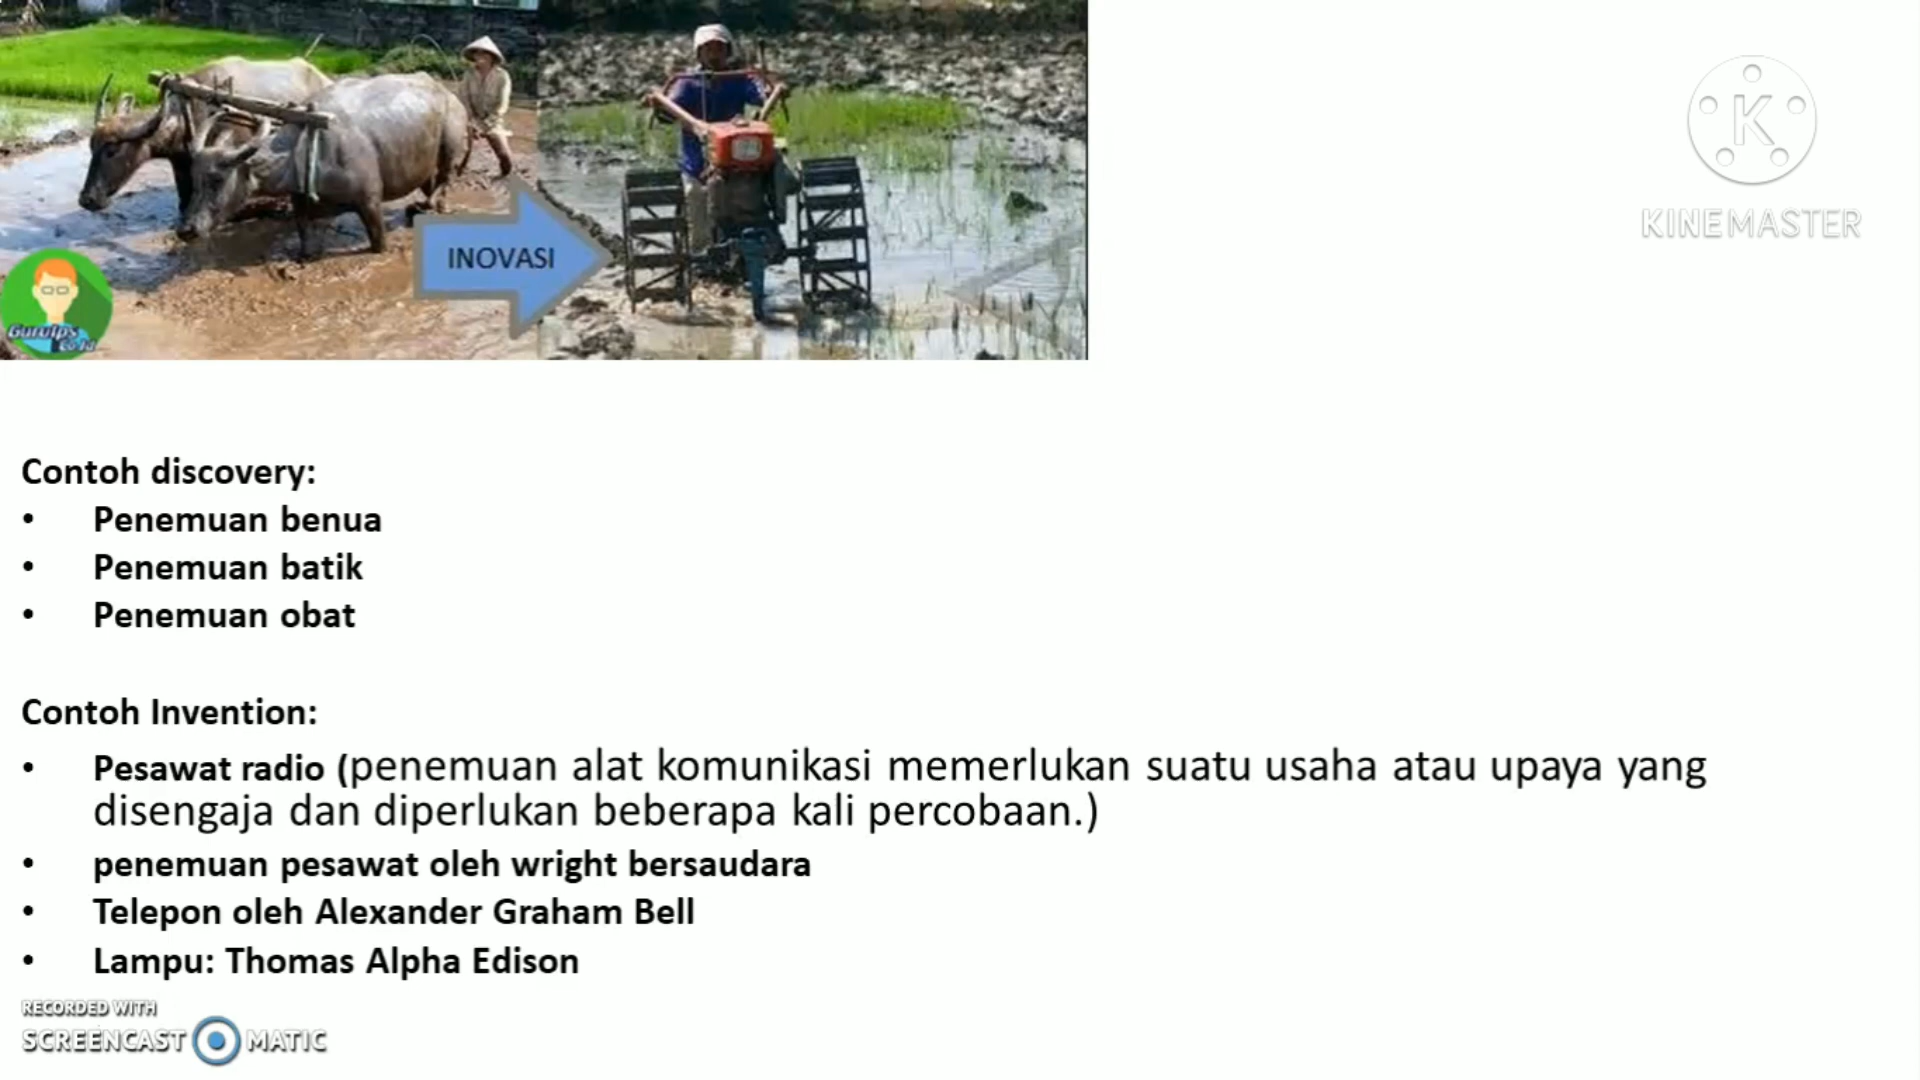 K
KINEMASTER
INOVASI
GuruIps
Co.Id
Contoh discovery:
• Penemuan benua
• Penemuan batik
• Penemuan obat
Contoh Invention:
• Pesawat radio (penemuan alat komunikasi memerlukan suatu usaha atau upaya yang
disengaja dan diperlukan beberapa kali percobaan.)
• penemuan pesawat oleh wright bersaudara
• Telepon oleh Alexander Graham Bell
• Lampu: Thomas Alpha Edison
RECORDED WITH
SCREENCAST MATIC